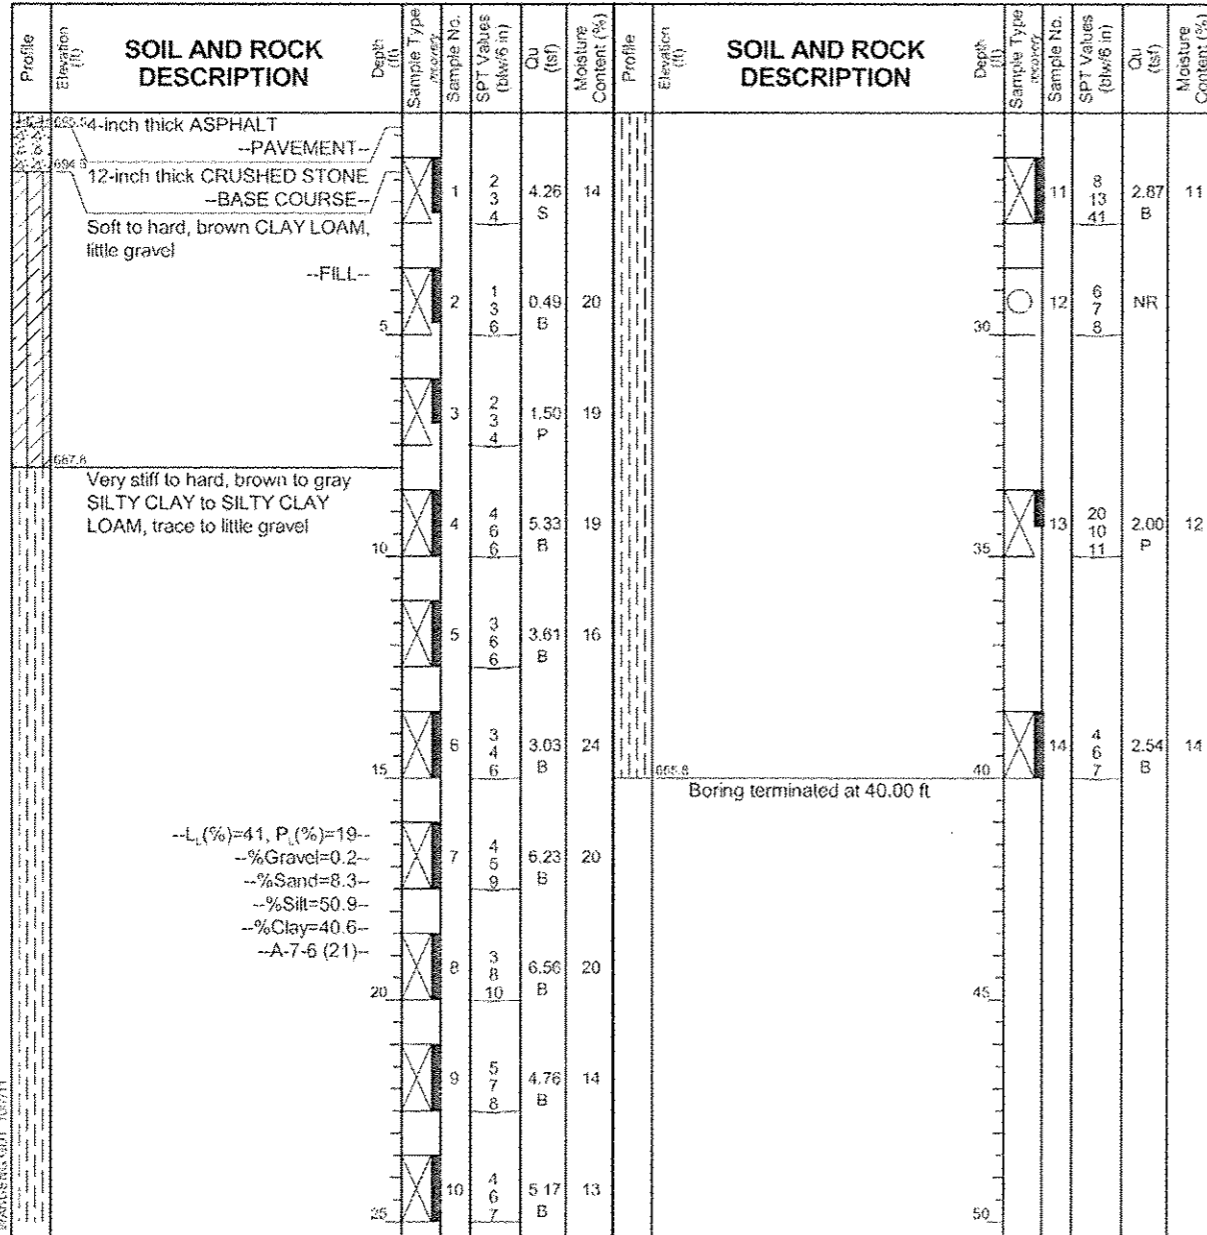 Profile
Elevation (ft)
SOIL AND ROCK
DESCRIPTION
Depth (ft)
Sample Type
recovery
Sample No.
SPT Values (blw/6 in)
Qu (tsf)
Moisture Content (%)
Profile
Elevation (ft)
SOIL AND ROCK
DESCRIPTION
Depth (ft)
Sample Type
recovery
Sample No.
SPT Values (blw/6 in)
Qu (tsf)
Moisture Content (%)
4-inch thick ASPHALT
--PAVEMENT--
12-inch thick CRUSHED STONE
--BASE COURSE--
1 2 3 4 4.26 S 14
Soft to hard, brown CLAY LOAM,
little gravel
--FILL--
5 2 1 3 6 0.49 B 20
3 2 3 4 1.50 P 19
687.8
Very stiff to hard, brown to gray
SILTY CLAY to SILTY CLAY
LOAM, trace to little gravel
10 4 4 6 6 5.33 B 19
5 3 6 6 3.61 B 16
15 6 3 4 6 3.03 B 24
--LL(%)=41, PL(%)=19--
--%Gravel=0.2--
--%Sand=8.3--
--%Silt=50.9--
--%Clay=40.6--
--A-7-6 (21)--
7 4 5 9 6.23 B 20
20 8 3 8 10 6.56 B 20
9 5 7 8 4.76 B 14
25 10 4 6 7 5.17 B 13
11 8 13 41 2.87 B 11
30 12 6 7 8 NR
35 13 20 10 11 2.00 P 12
40 14 4 6 7 2.54 B 14
655.8
Boring terminated at 40.00 ft
45
50